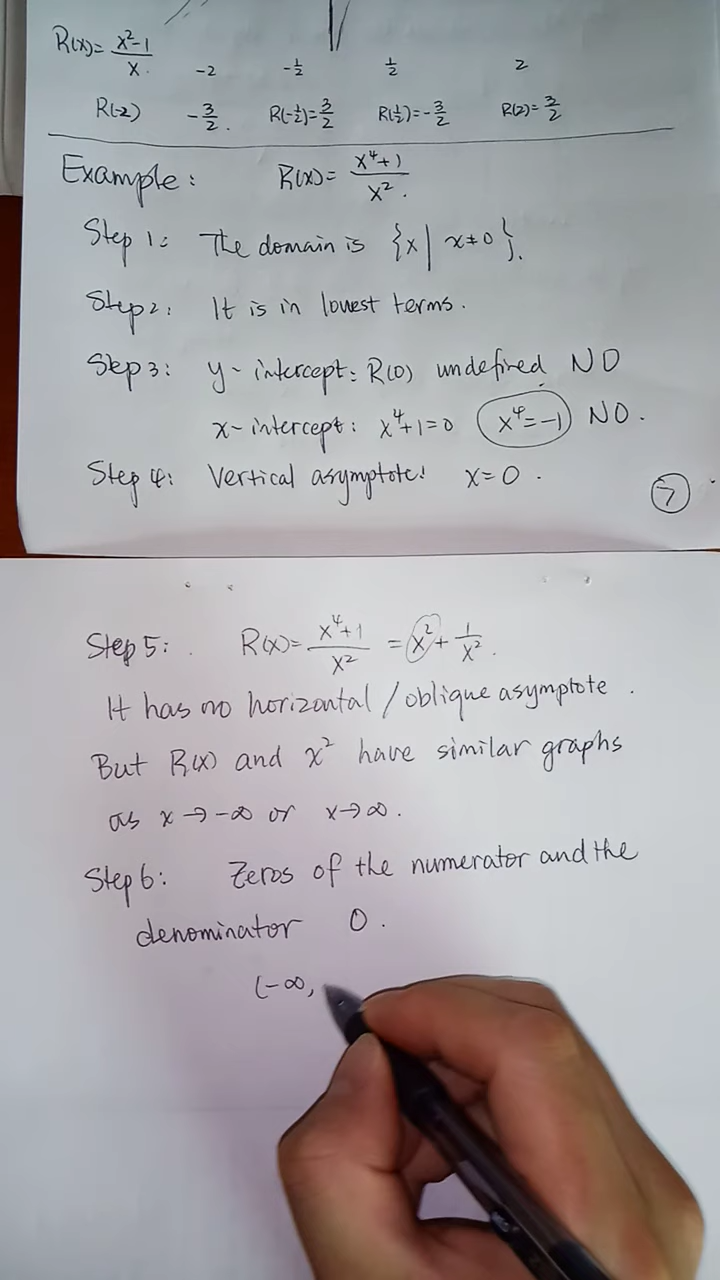 R(x)= x²-1/x -2 -1/2 1/2 2
R(-2) -3/2. R(-1/2)=3/2 R(1/2)=-3/2 R(2)=3/2
Example: R(x)= x⁴+1/x².
Step 1: The domain is {x | x≠0}.
Step 2: It is in lowest terms.
Step 3: y-intercept: R(0) undefined NO
x-intercept: x⁴+1=0 x⁴=-1 NO.
Step 4: Vertical asymptote! x=0.
7
Step 5: R(x)= x⁴+1/x² = x² + 1/x².
It has no horizontal / oblique asymptote.
But R(x) and x² have similar graphs
as x→-∞ or x→∞.
Step 6: Zeros of the numerator and the
denominator 0.
(-∞,